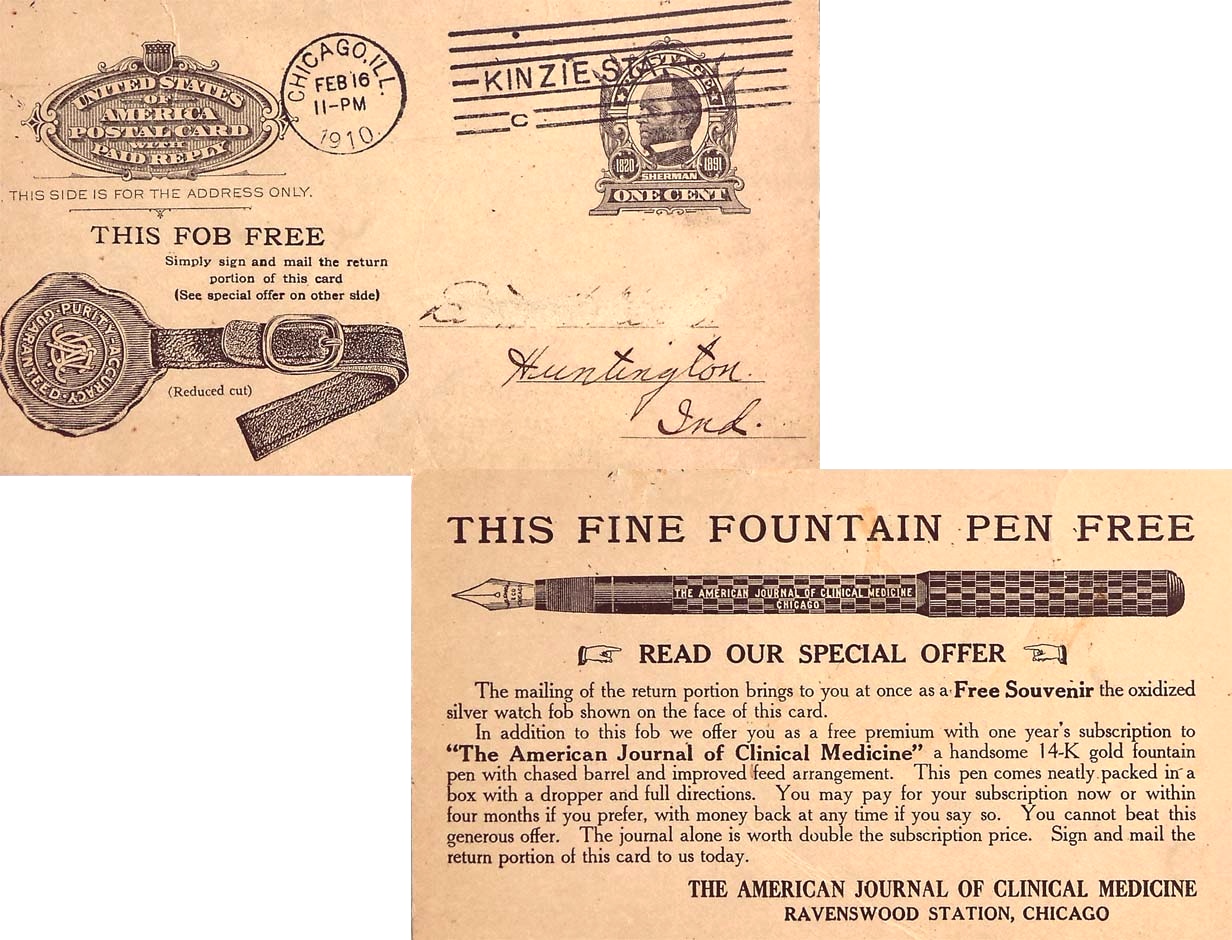 UNITED STATES
OF
AMERICA
POSTAL CARD
WITH
PAID REPLY
CHICAGO, ILL.
FEB 16
11-PM
1910
KINZIE STA.
C
POSTAGE
1820 1891
SHERMAN
ONE CENT
THIS SIDE IS FOR THE ADDRESS ONLY.
THIS FOB FREE
Simply sign and mail the return
portion of this card
(See special offer on other side)
PURITY-ACCURACY-GUARANTEED
(Reduced cut)
Huntington.
Ind.
THIS FINE FOUNTAIN PEN FREE
THE AMERICAN JOURNAL OF CLINICAL MEDICINE
CHICAGO
READ OUR SPECIAL OFFER
The mailing of the return portion brings to you at once as a Free Souvenir the oxidized
silver watch fob shown on the face of this card.
In addition to this fob we offer you as a free premium with one year's subscription to
"The American Journal of Clinical Medicine" a handsome 14-K gold fountain
pen with chased barrel and improved feed arrangement. This pen comes neatly packed in a
box with a dropper and full directions. You may pay for your subscription now or within
four months if you prefer, with money back at any time if you say so. You cannot beat this
generous offer. The journal alone is worth double the subscription price. Sign and mail the
return portion of this card to us today.
THE AMERICAN JOURNAL OF CLINICAL MEDICINE
RAVENSWOOD STATION, CHICAGO